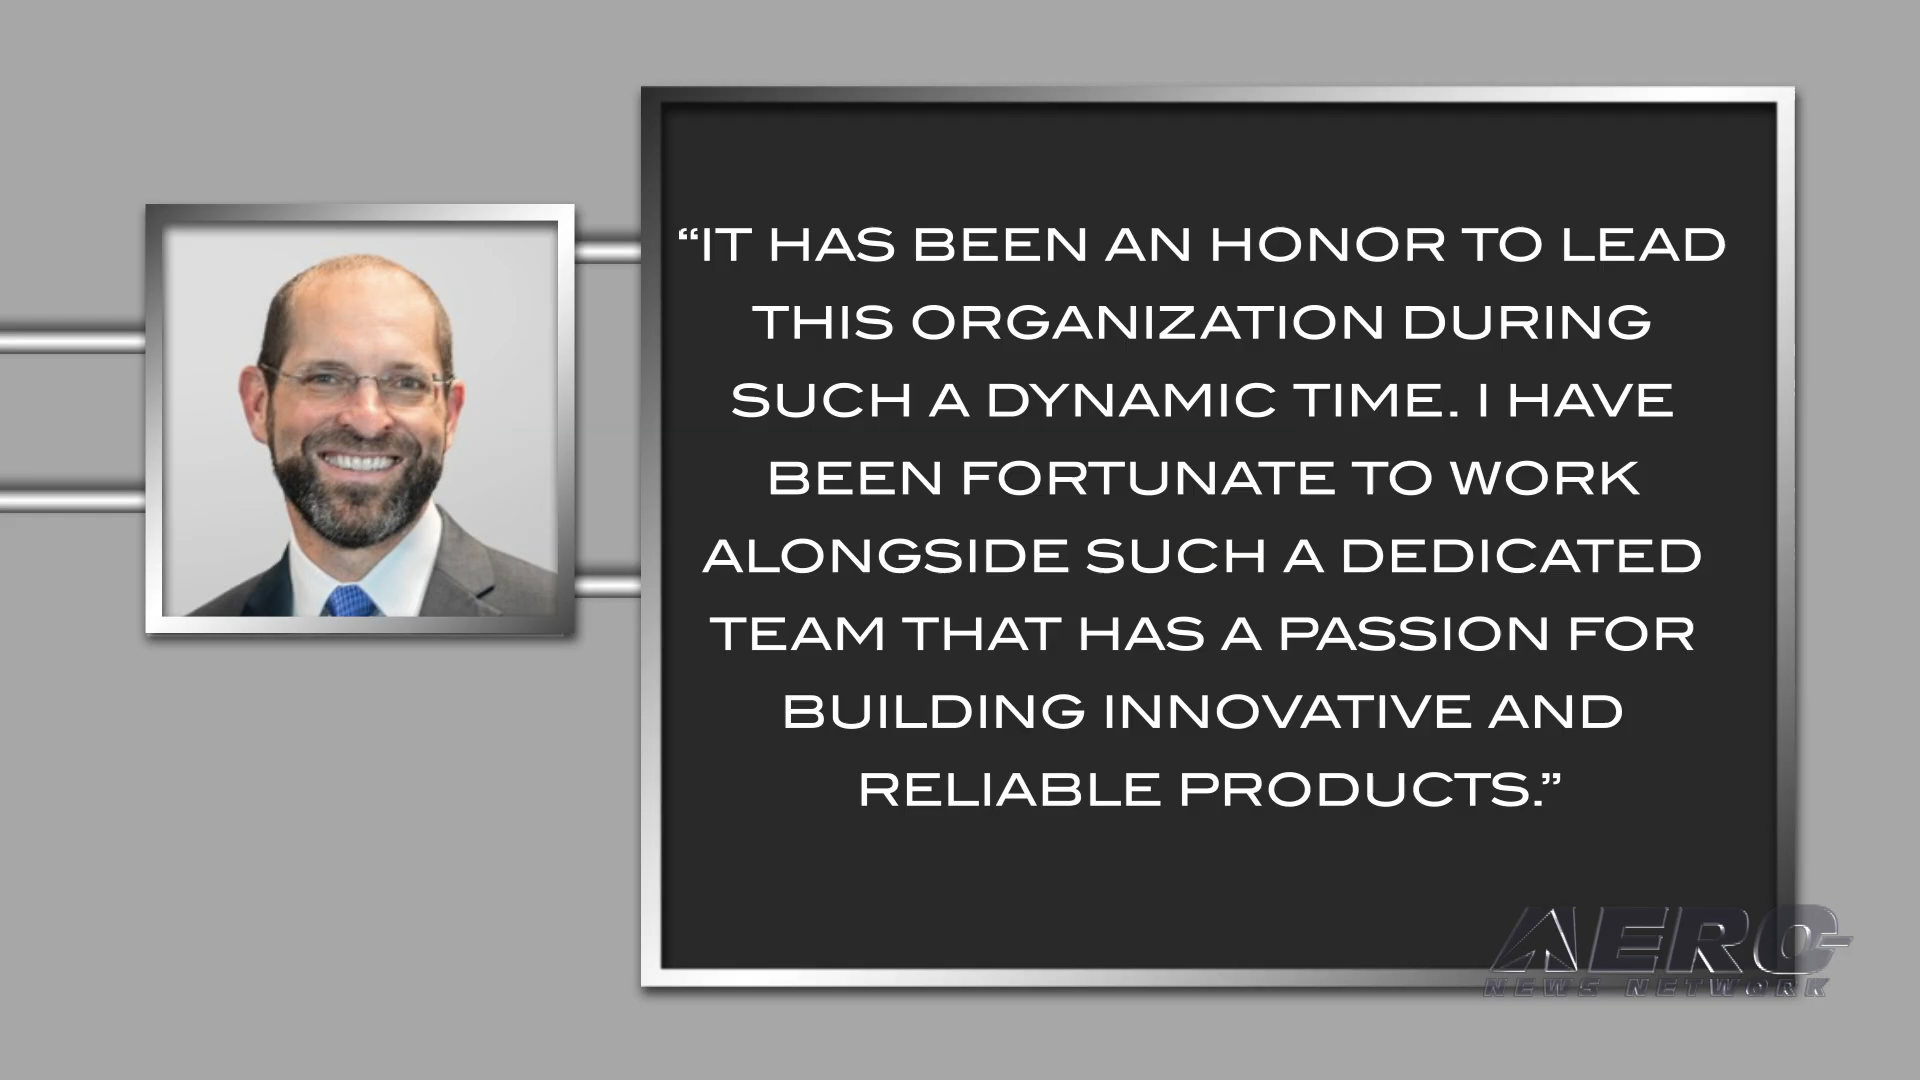 “IT HAS BEEN AN HONOR TO LEAD
THIS ORGANIZATION DURING
SUCH A DYNAMIC TIME. I HAVE
BEEN FORTUNATE TO WORK
ALONGSIDE SUCH A DEDICATED
TEAM THAT HAS A PASSION FOR
BUILDING INNOVATIVE AND
RELIABLE PRODUCTS.”
AERO-
NEWS NETWORK